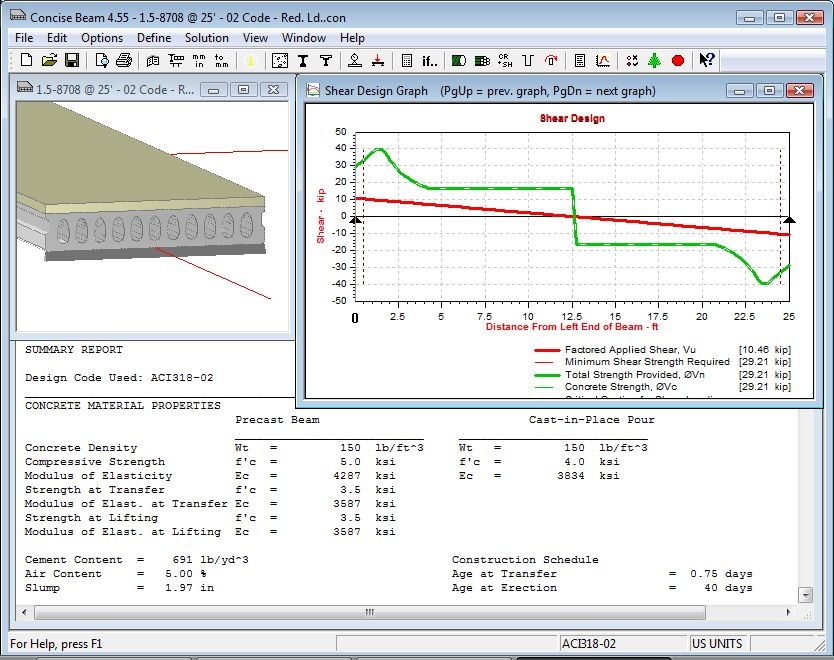 Concise Beam 4.55 - 1.5-8708 @ 25' - 02 Code - Red. Ld..con
File Edit Options Define Solution View Window Help
mm in to mm if.. CR +SH
1.5-8708 @ 25' - 02 Code - R...
Shear Design Graph (PgUp = prev. graph, PgDn = next graph)
Shear Design
Shear - kip
50
40
30
20
10
0
-10
-20
-30
-40
-50
0 2.5 5 7.5 10 12.5 15 17.5 20 22.5 25
Distance From Left End of Beam - ft
Factored Applied Shear, Vu [10.46 kip]
Minimum Shear Strength Required [29.21 kip]
Total Strength Provided, ØVn [29.21 kip]
Concrete Strength, ØVc [29.21 kip]
SUMMARY REPORT
Design Code Used: ACI318-02
CONCRETE MATERIAL PROPERTIES
Precast Beam Cast-in-Place Pour
Concrete Density Wt = 150 lb/ft^3 Wt = 150 lb/ft^3
Compressive Strength f'c = 5.0 ksi f'c = 4.0 ksi
Modulus of Elasticity Ec = 4287 ksi Ec = 3834 ksi
Strength at Transfer f'c = 3.5 ksi
Modulus of Elast. at Transfer Ec = 3587 ksi
Strength at Lifting f'c = 3.5 ksi
Modulus of Elast. at Lifting Ec = 3587 ksi
Cement Content = 691 lb/yd^3 Construction Schedule
Air Content = 5.00 % Age at Transfer = 0.75 days
Slump = 1.97 in Age at Erection = 40 days
For Help, press F1 ACI318-02 US UNITS